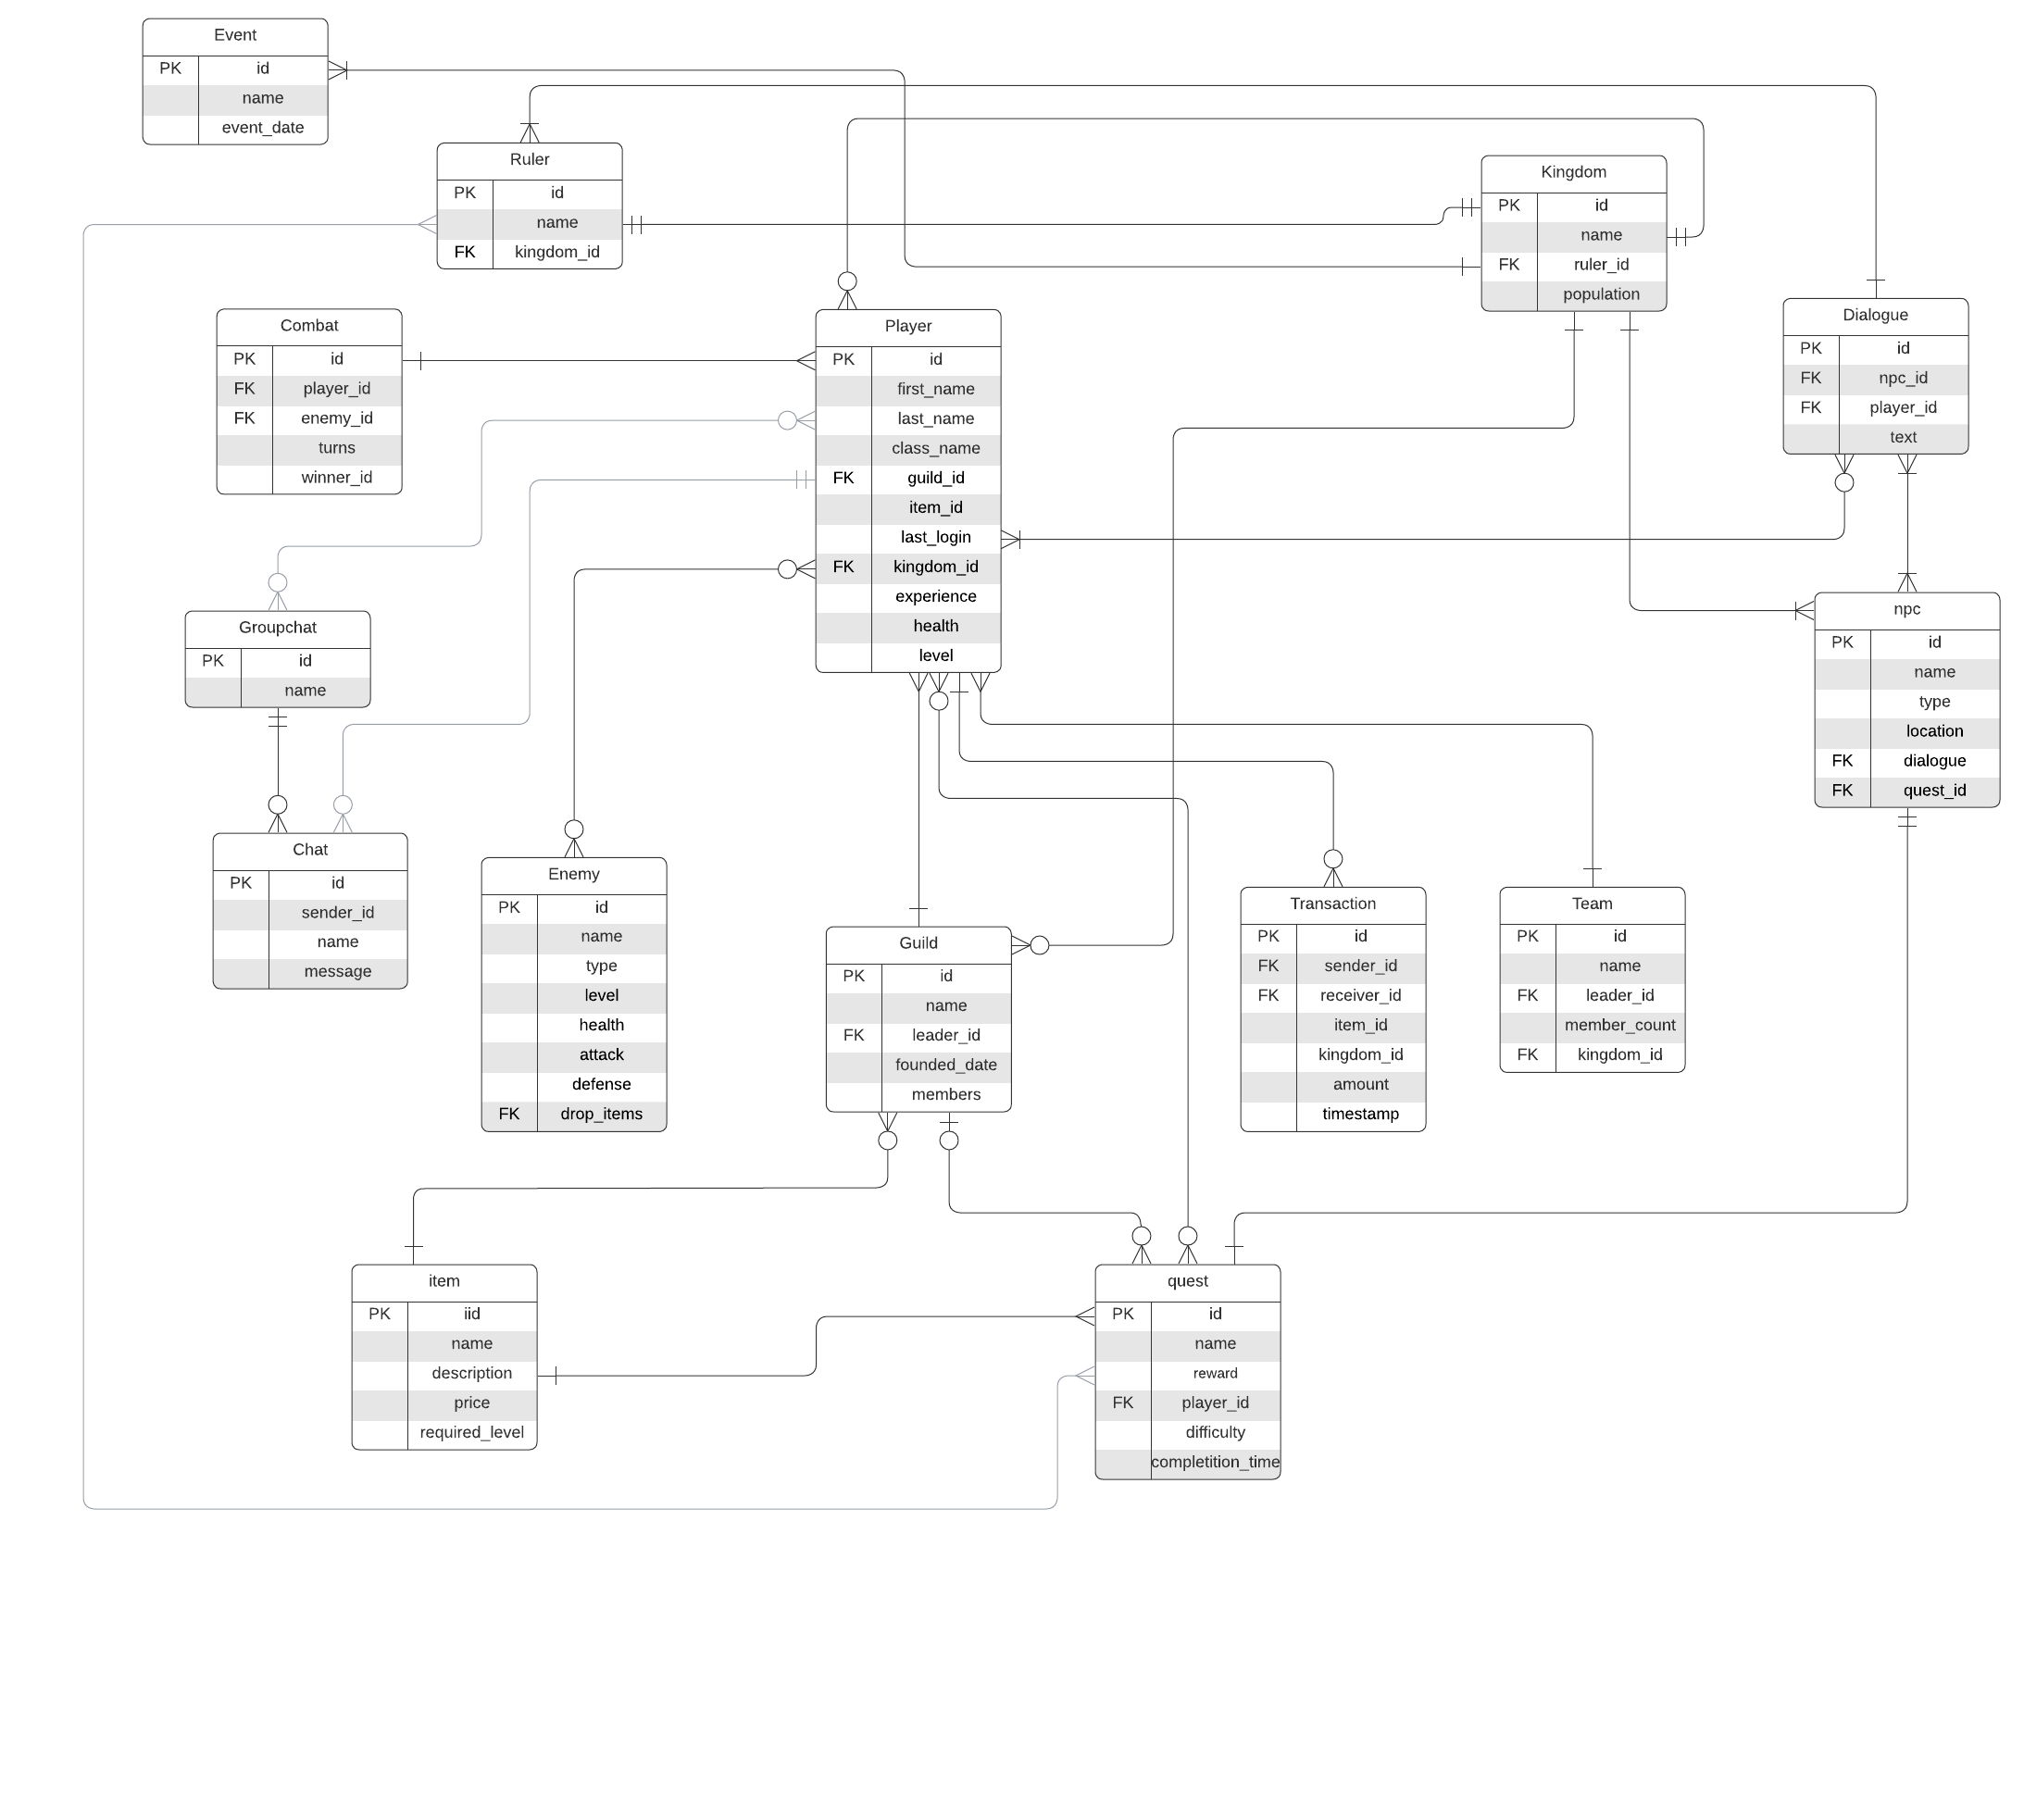 Event
PK id
name
event_date
Ruler
PK id
name
FK kingdom_id
Kingdom
PK id
name
FK ruler_id
population
Combat
PK id
FK player_id
FK enemy_id
turns
winner_id
Player
PK id
first_name
last_name
class_name
FK guild_id
item_id
last_login
FK kingdom_id
experience
health
level
Dialogue
PK id
FK npc_id
FK player_id
text
Groupchat
PK id
name
npc
PK id
name
type
location
FK dialogue
FK quest_id
Chat
PK id
sender_id
name
message
Enemy
PK id
name
type
level
health
attack
defense
FK drop_items
Guild
PK id
name
FK leader_id
founded_date
members
Transaction
PK id
FK sender_id
FK receiver_id
item_id
kingdom_id
amount
timestamp
Team
PK id
name
FK leader_id
member_count
FK kingdom_id
item
PK iid
name
description
price
required_level
quest
PK id
name
reward
FK player_id
difficulty
completition_time